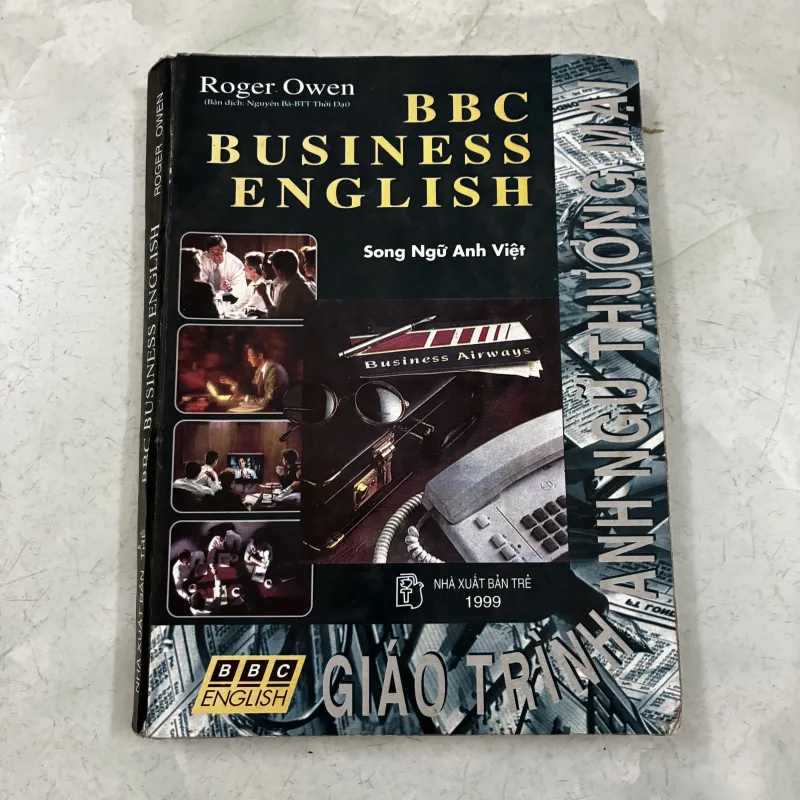 Roger Owen
(Bản dịch: Nguyên Bá-BTT Thời Đại)
BBC
BUSINESS
ENGLISH
Song Ngữ Anh Việt
Business Airways
NHÀ XUẤT BẢN TRẺ
1999
BBC
ENGLISH
GIÁO TRÌNH ANH NGỮ THƯƠNG MẠI
ROGER OWEN
BBC BUSINESS ENGLISH
NHÀ XUẤT BẢN TRẺ